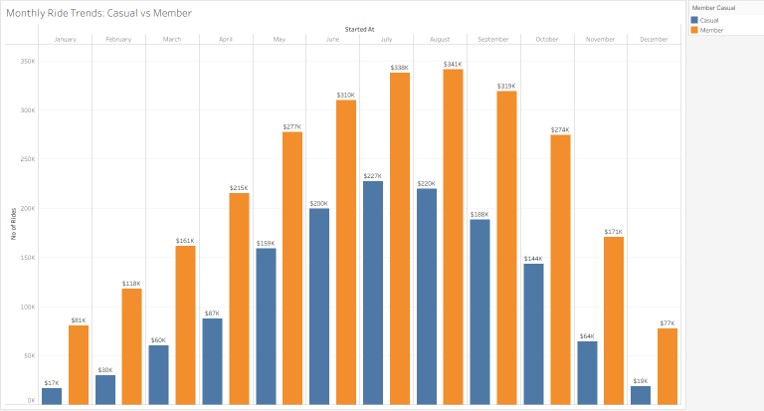 Monthly Ride Trends: Casual vs Member
Started At
January February March April May June July August September October November December
No of Rides
350K
300K
250K
200K
150K
100K
50K
0K
$17K $81K
$30K $118K
$60K $161K
$87K $215K
$159K $277K
$200K $310K
$227K $338K
$220K $341K
$188K $319K
$144K $274K
$64K $171K
$19K $77K
Member Casual
Casual
Member